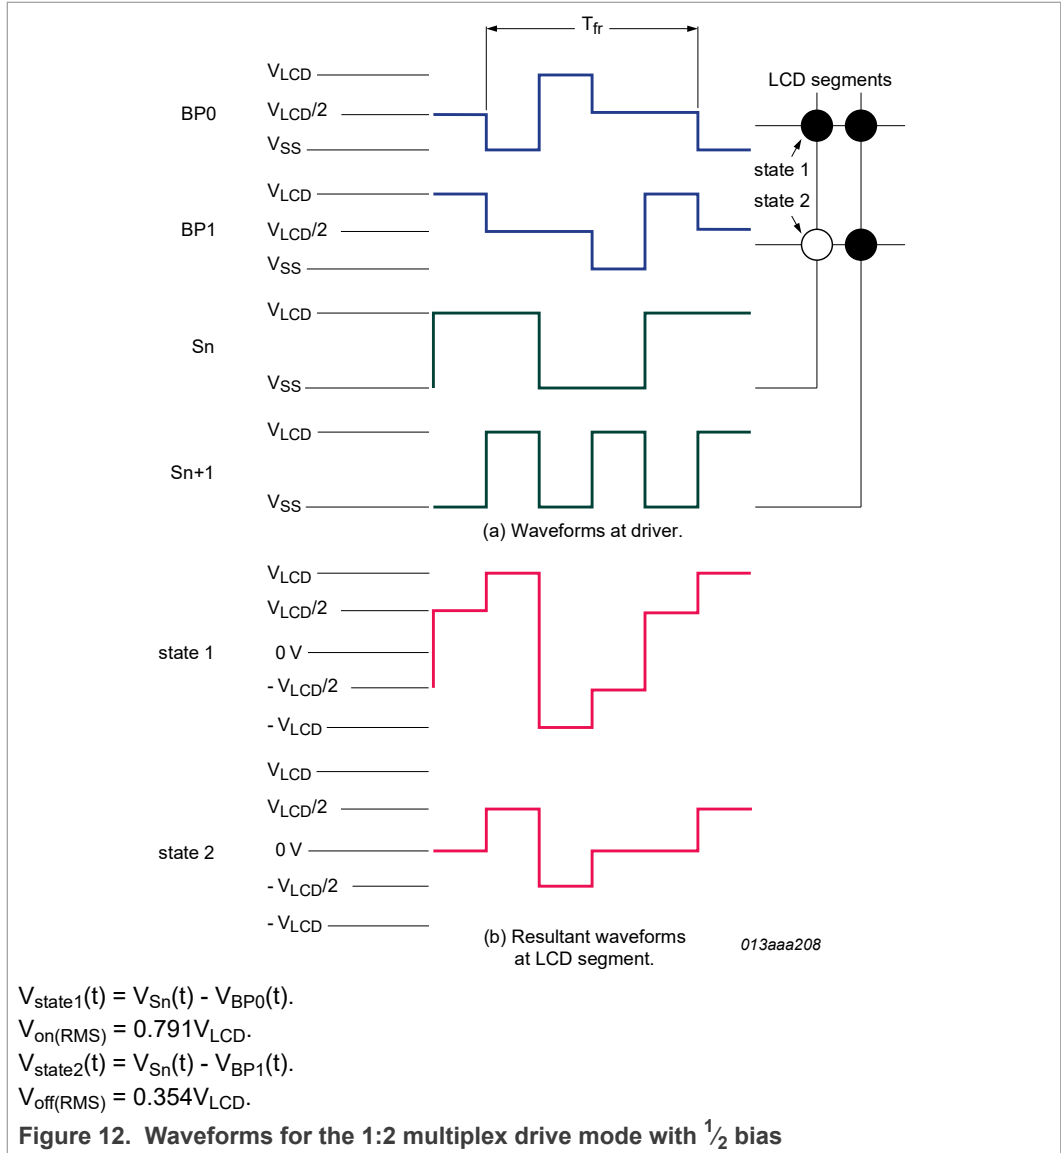 Tfr
VLCD
BP0
VLCD/2
VSS
LCD segments
state 1
state 2
VLCD
BP1
VLCD/2
VSS
VLCD
Sn
VSS
VLCD
Sn+1
VSS
(a) Waveforms at driver.
VLCD
VLCD/2
state 1
0 V
- VLCD/2
- VLCD
VLCD
VLCD/2
state 2
0 V
- VLCD/2
- VLCD
(b) Resultant waveforms
at LCD segment.
013aaa208
Vstate1(t) = VSn(t) - VBP0(t).
Von(RMS) = 0.791VLCD.
Vstate2(t) = VSn(t) - VBP1(t).
Voff(RMS) = 0.354VLCD.
Figure 12. Waveforms for the 1:2 multiplex drive mode with 1/2 bias